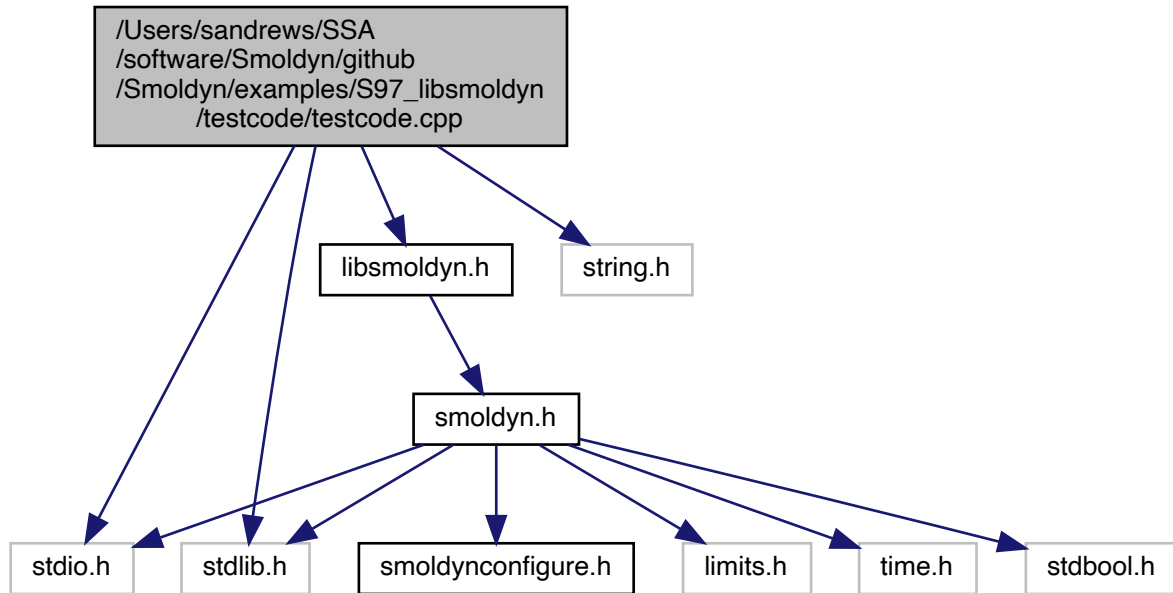 /Users/sandrews/SSA
/software/Smoldyn/github
/Smoldyn/examples/S97_libsmoldyn
/testcode/testcode.cpp
libsmoldyn.h
string.h
smoldyn.h
stdio.h
stdlib.h
smoldynconfigure.h
limits.h
time.h
stdbool.h